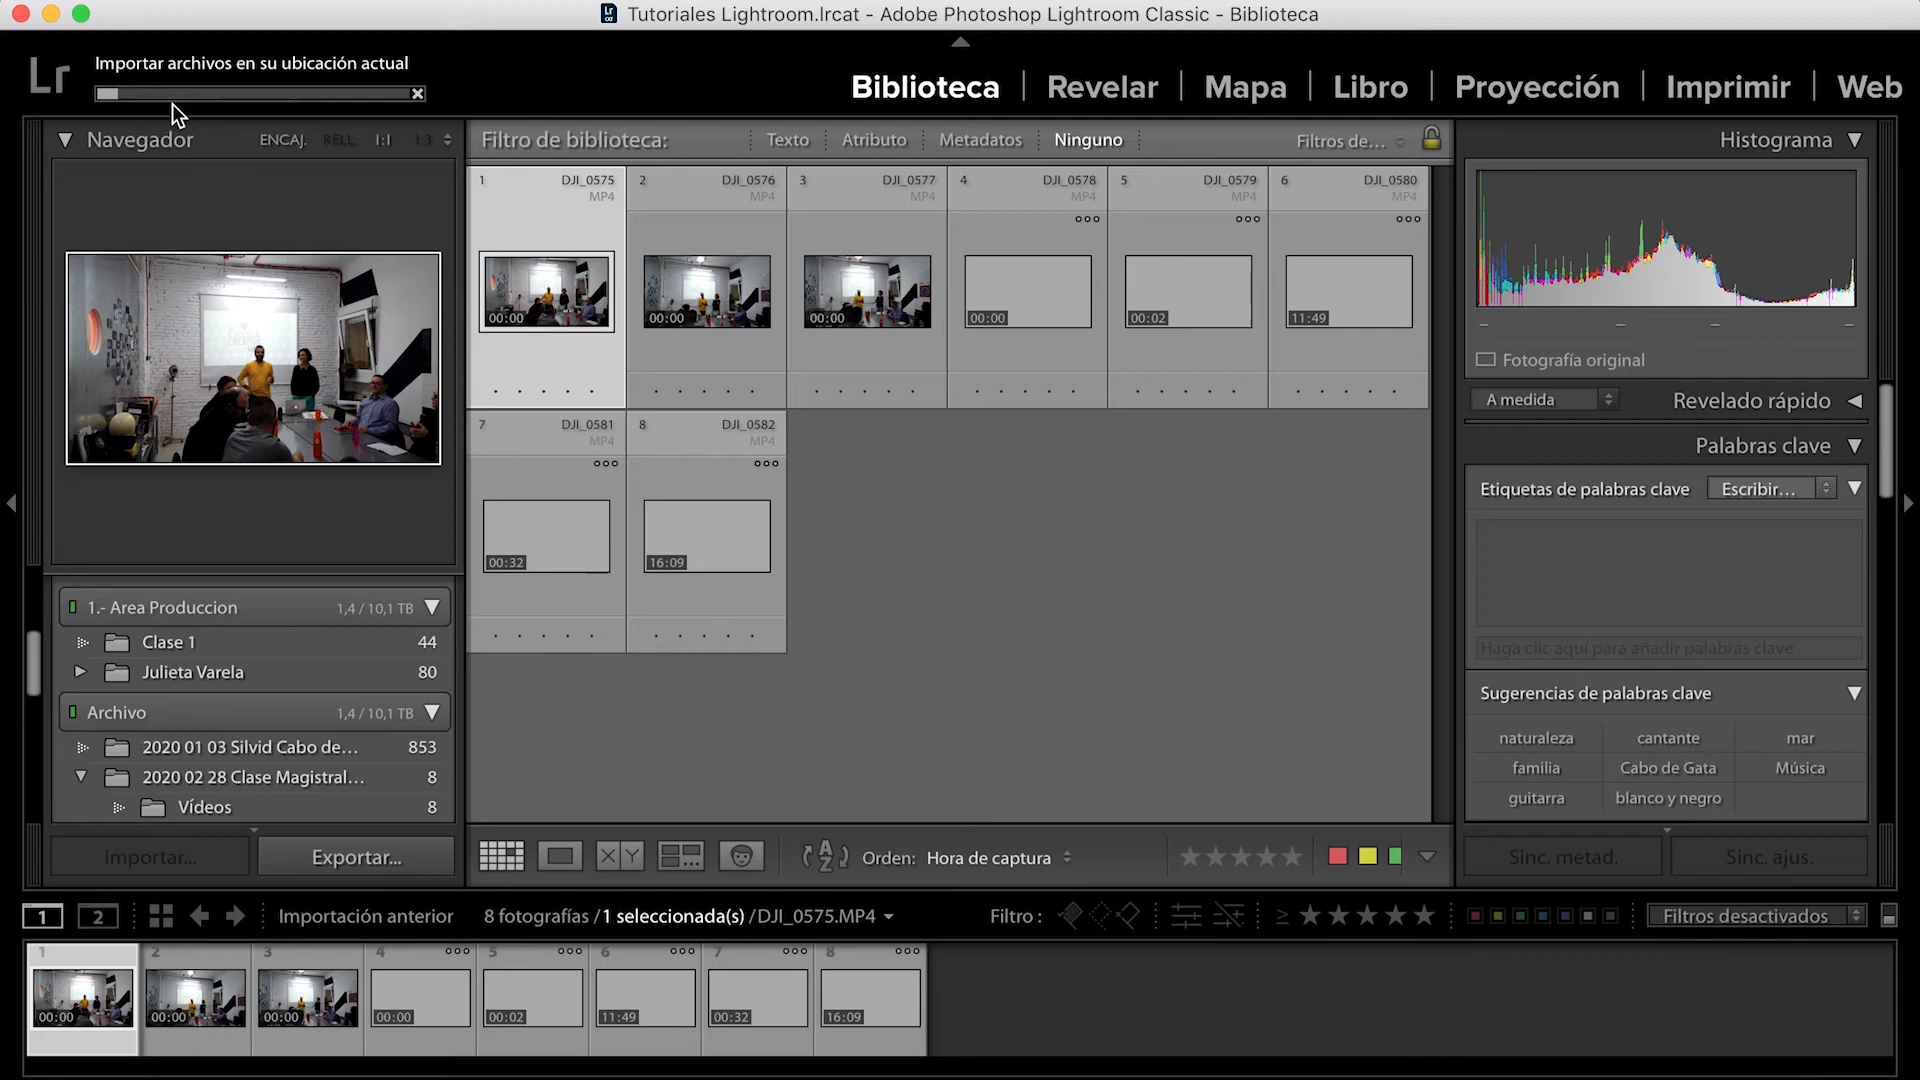 Tutoriales Lightroom.lrcat - Adobe Photoshop Lightroom Classic - Biblioteca
Lr
Importar archivos en su ubicación actual
Biblioteca | Revelar | Mapa | Libro | Proyección | Imprimir | Web
Navegador ENCAJ. RELL. 1:1 1:3
Filtro de biblioteca: Texto Atributo Metadatos Ninguno Filtros de...
Histograma
1 DJI_0575 MP4
2 DJI_0576 MP4
3 DJI_0577 MP4
4 DJI_0578 MP4
5 DJI_0579 MP4
6 DJI_0580 MP4
00:00
00:00
00:00
00:00
00:02
11:49
Fotografía original
A medida Revelado rápido
7 DJI_0581 MP4
8 DJI_0582 MP4
00:32
16:09
Palabras clave
Etiquetas de palabras clave Escribir...
Haga clic aquí para añadir palabras clave
Sugerencias de palabras clave
naturaleza cantante mar
familia Cabo de Gata Música
guitarra blanco y negro
1.- Area Produccion 1,4 / 10,1 TB
Clase 1 44
Julieta Varela 80
Archivo 1,4 / 10,1 TB
2020 01 03 Silvid Cabo de... 853
2020 02 28 Clase Magistral... 8
Vídeos 8
Importar... Exportar...
XY
AZ Orden: Hora de captura
Sinc. metad. Sinc. ajus.
1 2 Importación anterior 8 fotografías / 1 seleccionada(s) / DJI_0575.MP4 Filtro : ≥ Filtros desactivados
1 2 3 4 5 6 7 8
00:00 00:00 00:00 00:00 00:02 11:49 00:32 16:09